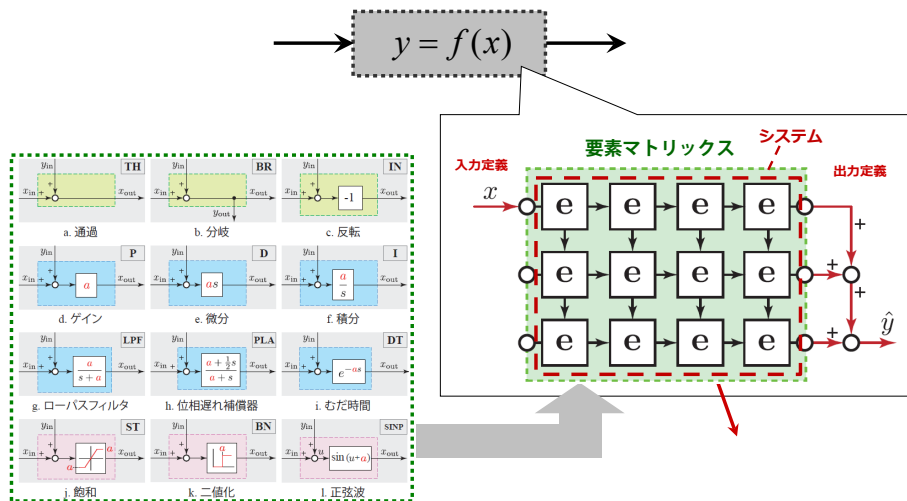 y = f(x)
システム
要素マトリックス
入力定義
出力定義
x
e e e e
+
e e e e
+
+
e e e e
+
ŷ
y_in TH
+
x_in + x_out
a. 通過
y_in BR
+
x_in + x_out
y_out
b. 分岐
y_in IN
+
x_in + -1 x_out
c. 反転
y_in P
+
x_in + a x_out
d. ゲイン
y_in D
+
x_in + as x_out
e. 微分
y_in I
+
x_in + a/s x_out
f. 積分
y_in LPF
+
x_in + a/(s+a) x_out
g. ローパスフィルタ
y_in PLA
+
x_in + (a+½s)/(a+s) x_out
h. 位相遅れ補償器
y_in DT
+
x_in + e^{-as} x_out
i. むだ時間
y_in ST
+
x_in + a a x_out
j. 飽和
y_in BN
+
x_in + a x_out
k. 二値化
y_in SINP
+
x_in + u sin(u+a) x_out
l. 正弦波